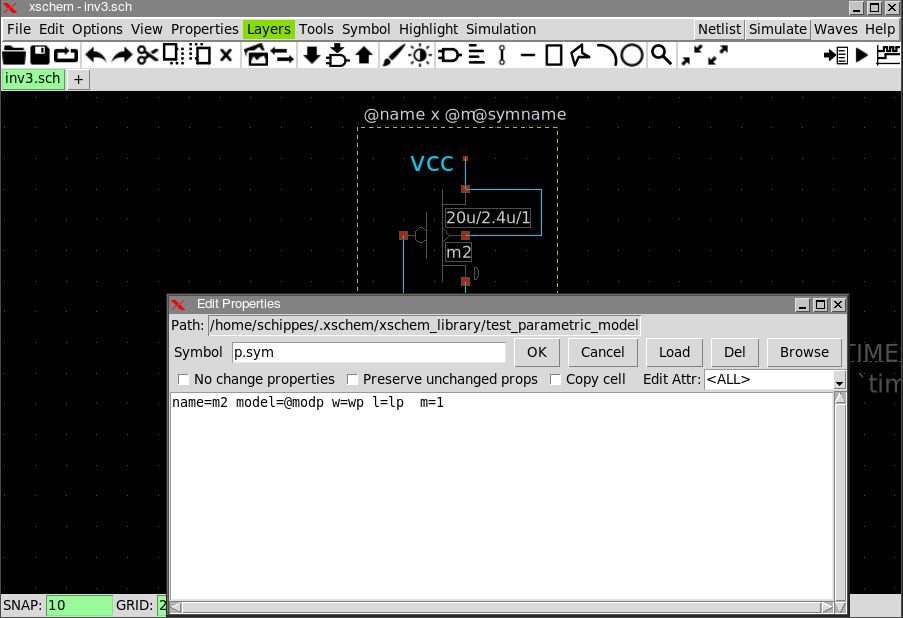 xschem - inv3.sch
File Edit Options View Properties Layers Tools Symbol Highlight Simulation Netlist Simulate Waves Help
inv3.sch +
@name x @m@symname
VCC
20u/2.4u/1
m2
Edit Properties
Path: /home/schippes/.xschem/xschem_library/test_parametric_model
Symbol p.sym OK Cancel Load Del Browse
No change properties Preserve unchanged props Copy cell Edit Attr: <ALL>
name=m2 model=@modp w=wp l=lp  m=1
TIME
`tim
SNAP: 10 GRID: 2